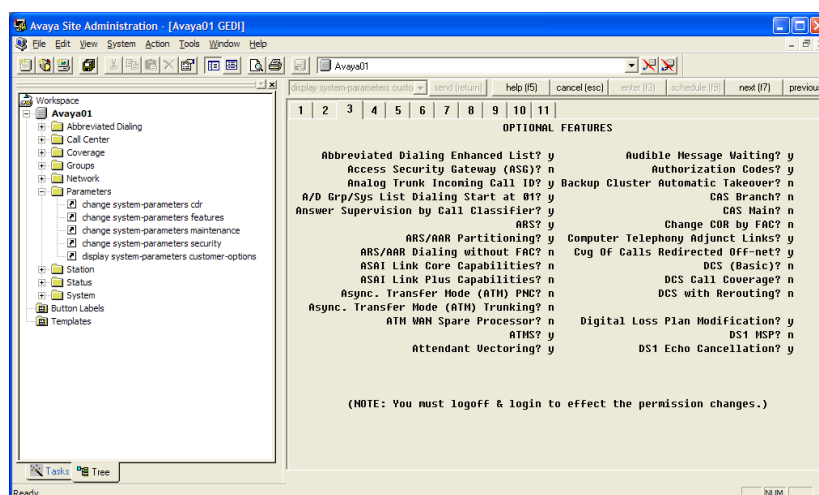 Avaya Site Administration - [Avaya01 GEDI]
File Edit View System Action Tools Window Help
Avaya01
display system-parameters custo send (return) help (f5) cancel (esc) enter (f3) schedule (f9) next (f7) previou
Workspace
Avaya01
Abbreviated Dialing
Call Center
Coverage
Groups
Network
Parameters
change system-parameters cdr
change system-parameters features
change system-parameters maintenance
change system-parameters security
display system-parameters customer-options
Station
Status
System
Button Labels
Templates
Tasks Tree
1 2 3 4 5 6 7 8 9 10 11
OPTIONAL FEATURES
Abbreviated Dialing Enhanced List? y Audible Message Waiting? y
Access Security Gateway (ASG)? n Authorization Codes? y
Analog Trunk Incoming Call ID? y Backup Cluster Automatic Takeover? n
A/D Grp/Sys List Dialing Start at 01? y CAS Branch? n
Answer Supervision by Call Classifier? y CAS Main? n
ARS? y Change COR by FAC? n
ARS/AAR Partitioning? y Computer Telephony Adjunct Links? y
ARS/AAR Dialing without FAC? n Cvg Of Calls Redirected Off-net? y
ASAI Link Core Capabilities? n DCS (Basic)? n
ASAI Link Plus Capabilities? n DCS Call Coverage? n
Async. Transfer Mode (ATM) PNC? n DCS with Rerouting? n
Async. Transfer Mode (ATM) Trunking? n
ATM WAN Spare Processor? n Digital Loss Plan Modification? y
ATMS? y DS1 MSP? n
Attendant Vectoring? y DS1 Echo Cancellation? y
(NOTE: You must logoff & login to effect the permission changes.)
Ready NUM